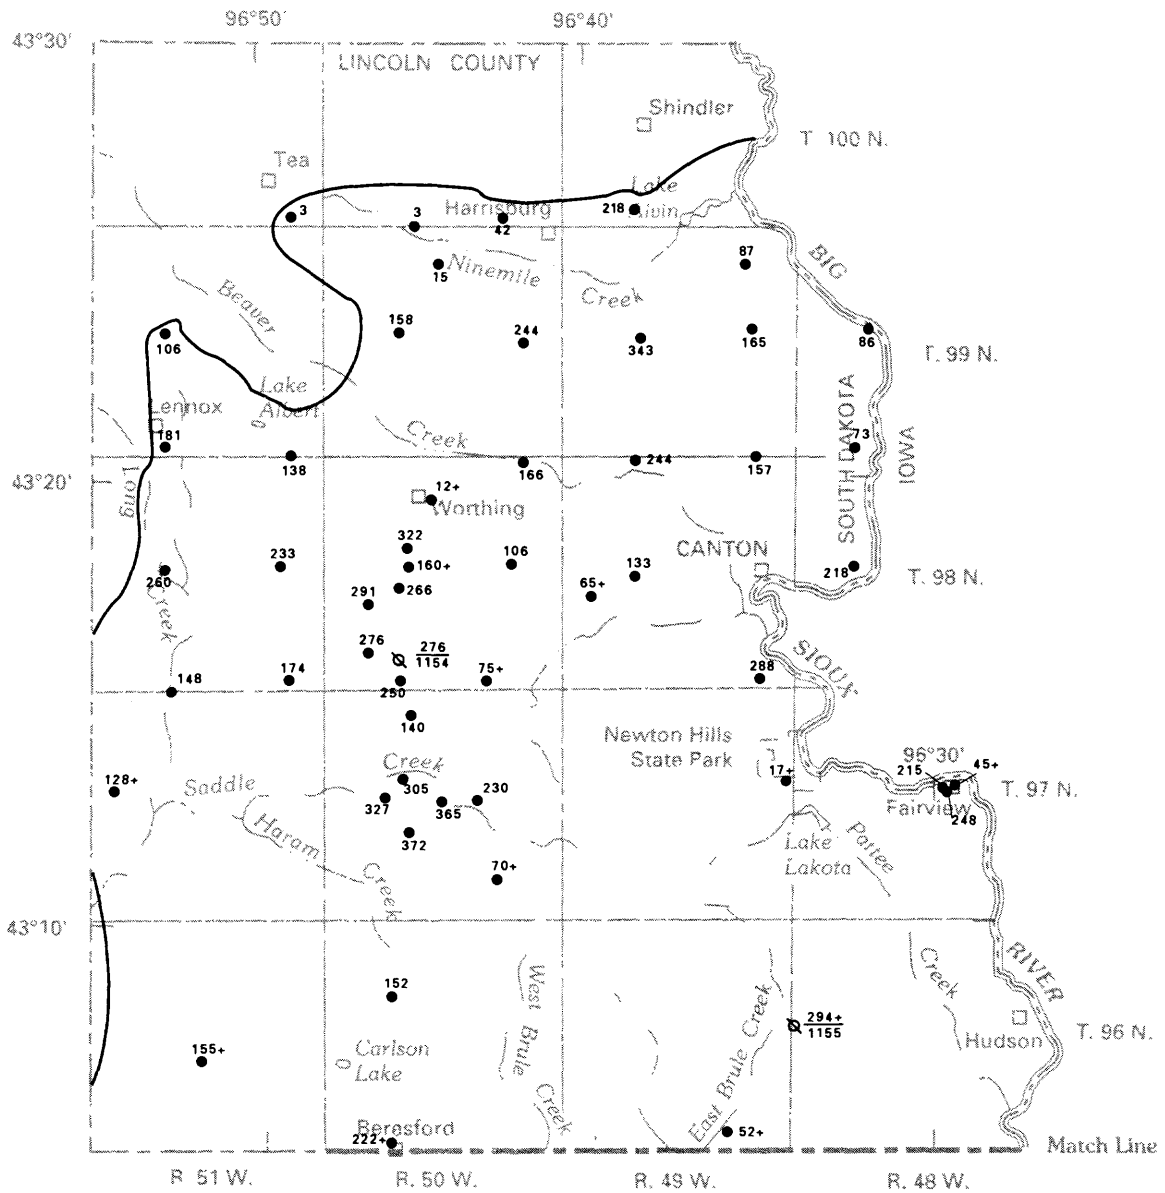 96°50' 96°40'
43°30'
LINCOLN COUNTY
Shindler
T. 100 N.
Tea
Lake
Alvin
3
3
Harrisburg
42
218
BIG
87
15
Ninemile
Creek
Beaver
158
244
343
165
86
T. 99 N.
106
Lake
Albert
Lennox
SOUTH DAKOTA
IOWA
181
138
Creek
166
244
157
73
43°20'
Long
12+
Worthing
322
CANTON
233
160+
106
133
218
T. 98 N.
260
Creek
266
65+
291
276
276
1154
SIOUX
148
174
250
75+
288
140
Newton Hills
State Park
96°30'
Creek
Saddle
128+
305
17+
215
45+
T. 97 N.
327
365
230
Fairview
248
Haram
372
Lake
Lakota
Pattee
Creek
70+
43°10'
RIVER
152
West Brule
Creek
East Brule Creek
Creek
294+
1155
Hudson
T. 96 N.
155+
Carlson
Lake
Beresford
222+
52+
Match Line
R. 51 W. R. 50 W. R. 49 W. R. 48 W.